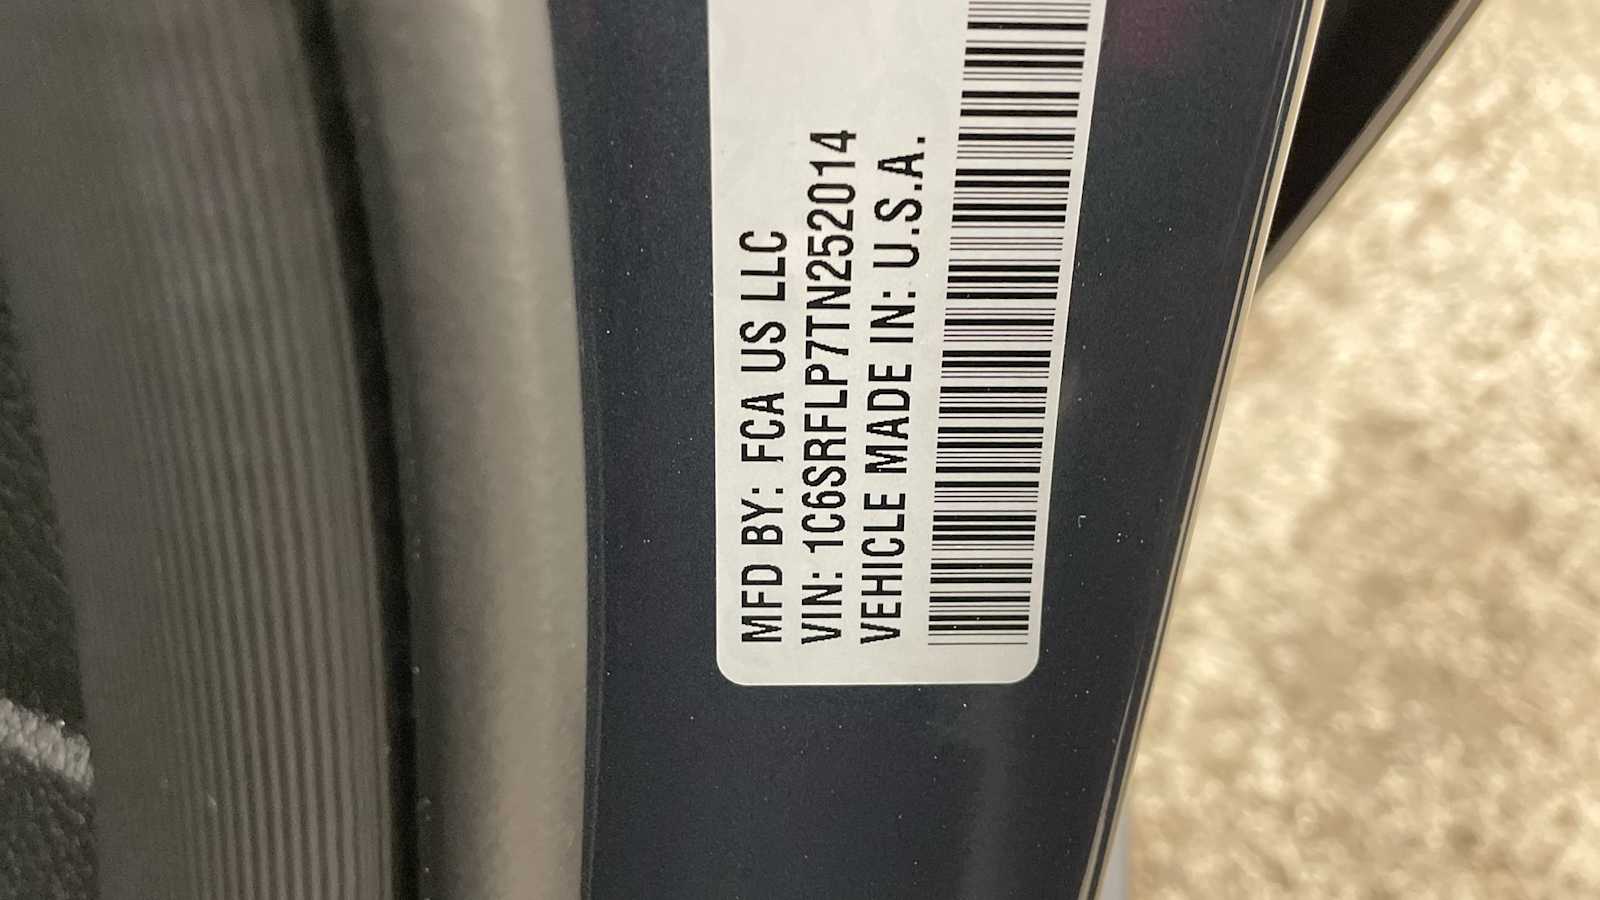 MFD BY: FCA US LLC
VIN: 1C6SRFLP7TN252014
VEHICLE MADE IN: U.S.A.